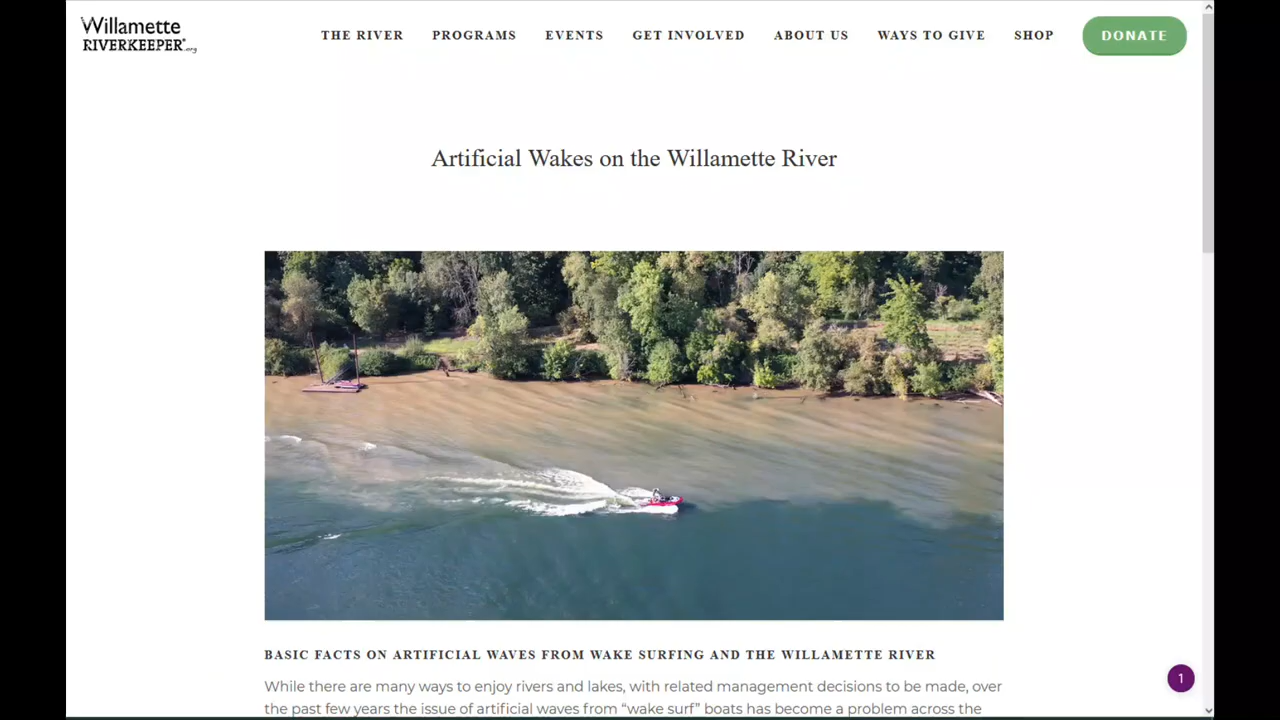 Willamette
RIVERKEEPER®.org
THE RIVER PROGRAMS EVENTS GET INVOLVED ABOUT US WAYS TO GIVE SHOP DONATE
Artificial Wakes on the Willamette River
BASIC FACTS ON ARTIFICIAL WAVES FROM WAKE SURFING AND THE WILLAMETTE RIVER
While there are many ways to enjoy rivers and lakes, with related management decisions to be made, over
the past few years the issue of artificial waves from “wake surf” boats has become a problem across the
1